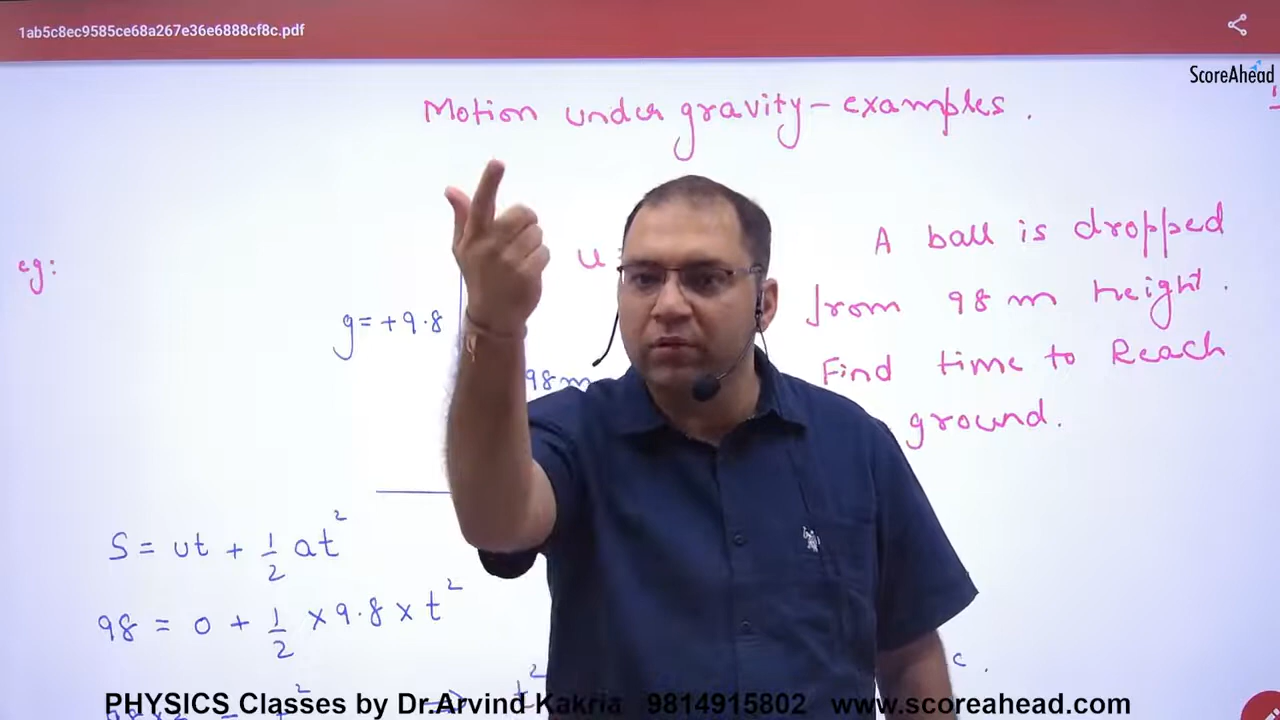 1ab5c8ec9585ce68a267e36e6888cf8c.pdf
ScoreAhead
Motion under gravity - examples.
eg:
u
A ball is dropped
from 98 m height.
g = +9.8
98m
Find time to Reach
ground.
S = ut + 1/2 at²
98 = 0 + 1/2 × 9.8 × t²
c.
PHYSICS Classes by Dr.Arvind Kakria 9814915802 www.scoreahead.com